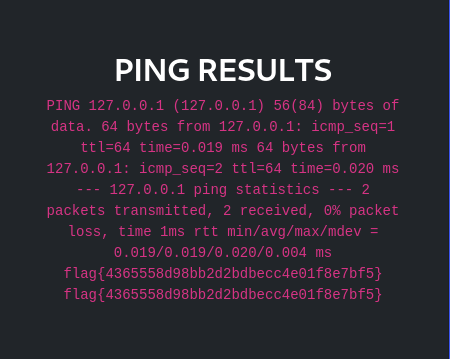 PING RESULTS
PING 127.0.0.1 (127.0.0.1) 56(84) bytes of
data. 64 bytes from 127.0.0.1: icmp_seq=1
ttl=64 time=0.019 ms 64 bytes from
127.0.0.1: icmp_seq=2 ttl=64 time=0.020 ms
--- 127.0.0.1 ping statistics --- 2
packets transmitted, 2 received, 0% packet
loss, time 1ms rtt min/avg/max/mdev =
0.019/0.019/0.020/0.004 ms
flag{4365558d98bb2d2bdbecc4e01f8e7bf5}
flag{4365558d98bb2d2bdbecc4e01f8e7bf5}